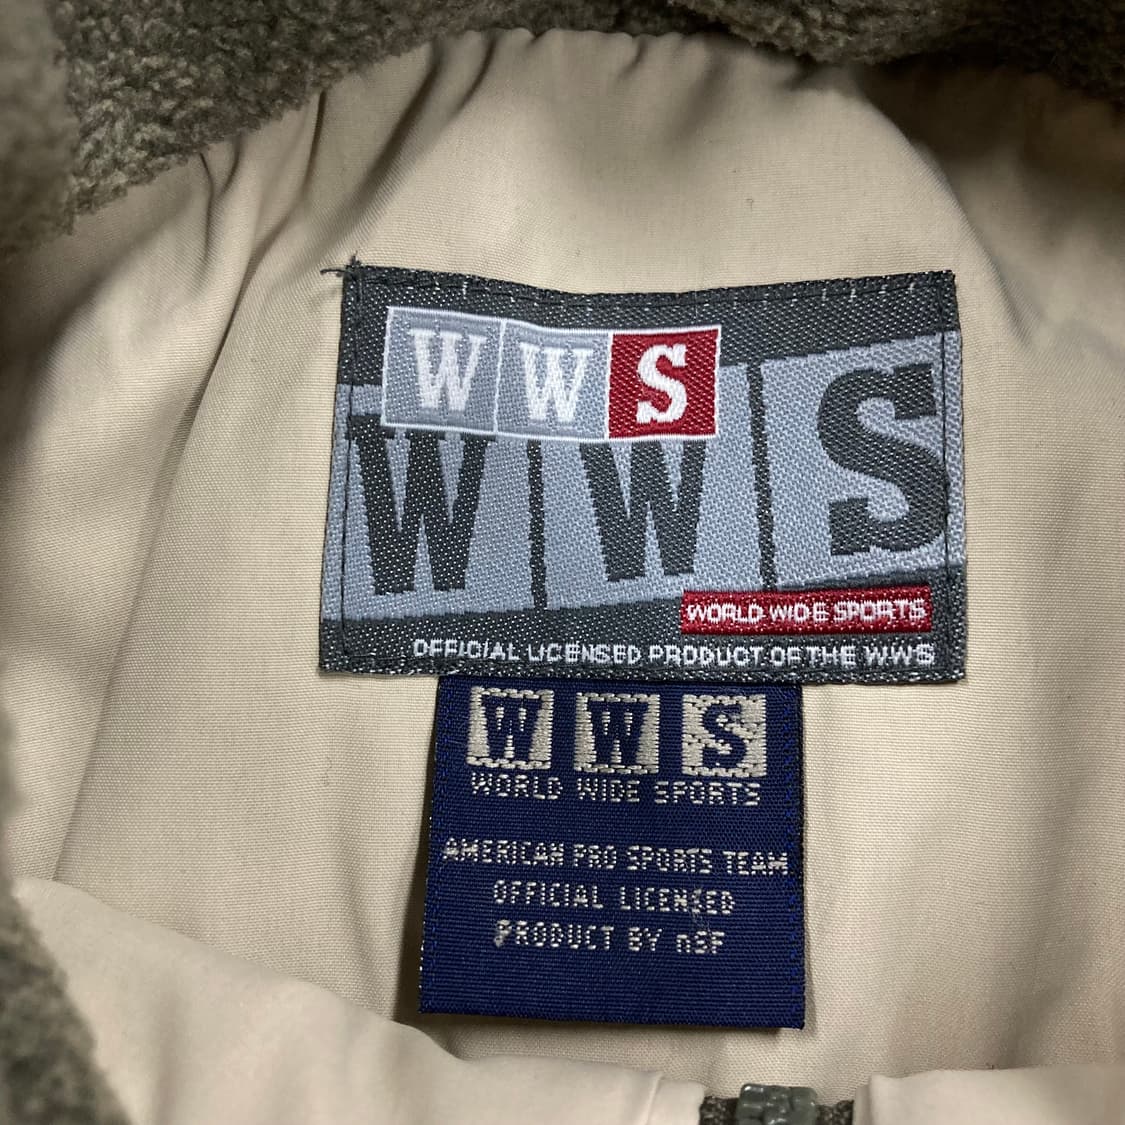 WWS
WWS
WORLD WIDE SPORTS
OFFICIAL LICENSED PRODUCT OF THE WWS
W W S
WORLD WIDE SPORTS
AMERICAN PRO SPORTS TEAM
OFFICIAL LICENSED
PRODUCT BY nSF